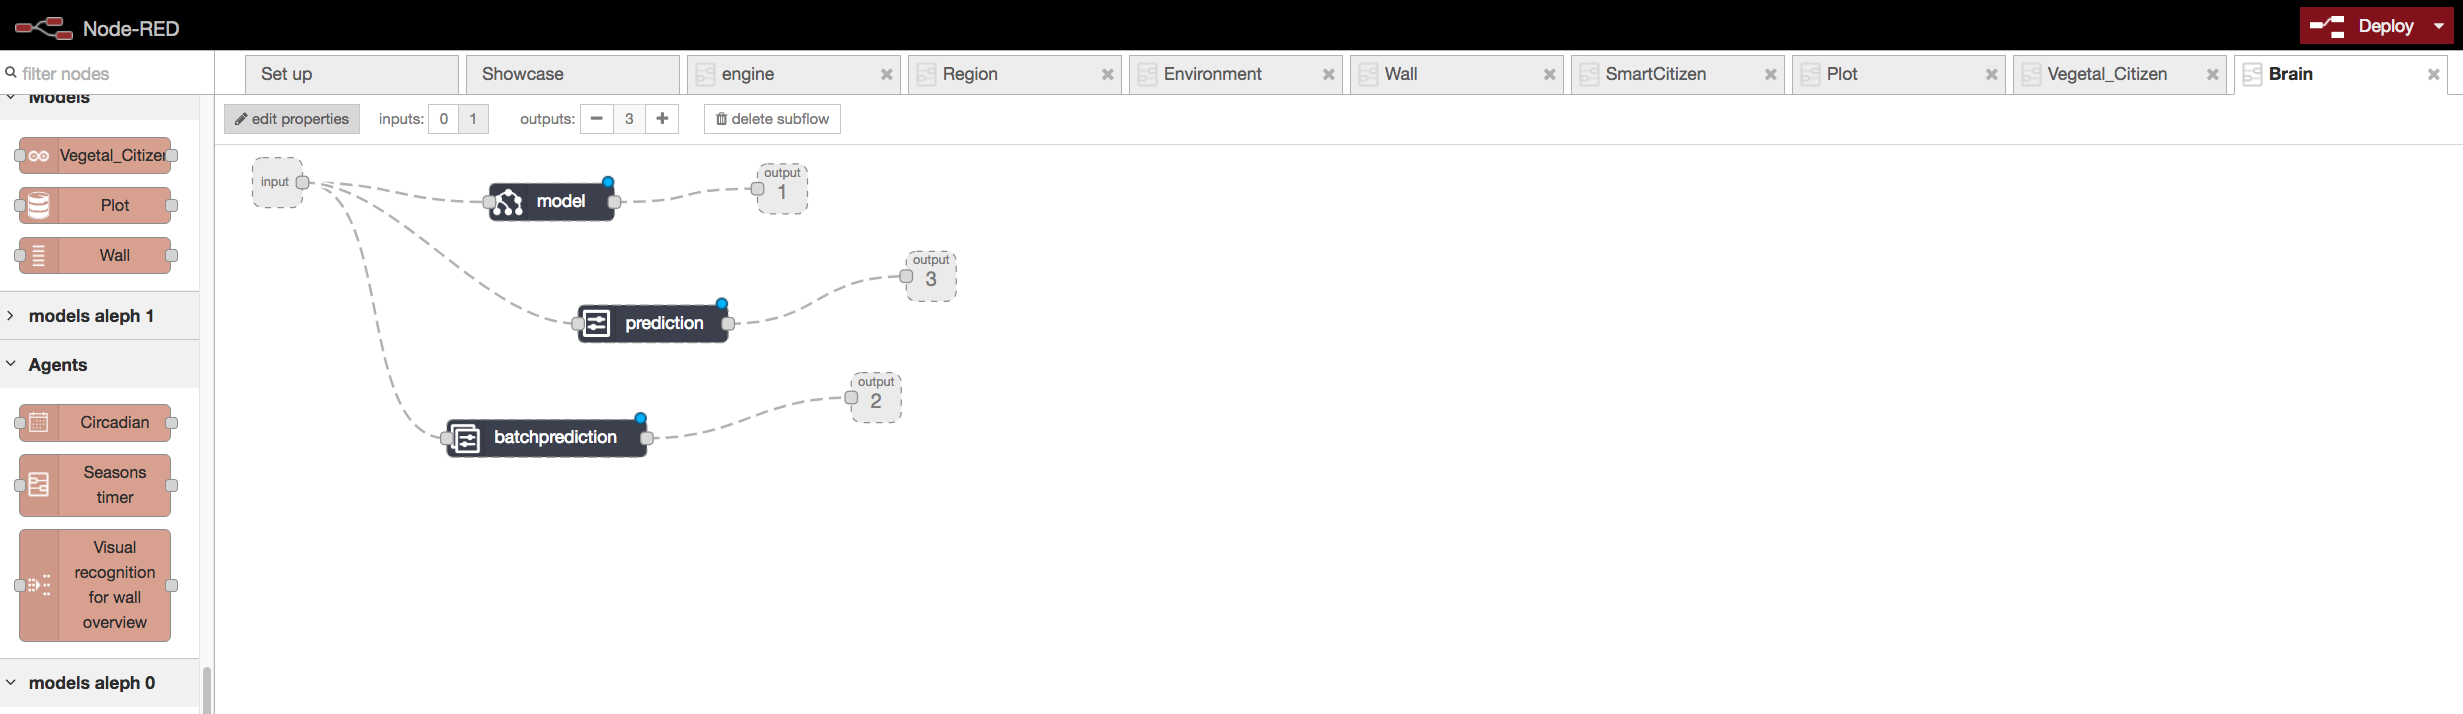 Node-RED
Deploy
filter nodes
Set up
Showcase
engine
Region
Environment
Wall
SmartCitizen
Plot
Vegetal_Citizen
Brain
edit properties
inputs: 0 1
outputs: 3
delete subflow
Models
Vegetal_Citizen
Plot
Wall
models aleph 1
Agents
Circadian
Seasons
timer
Visual
recognition
for wall
overview
models aleph 0
input
model
output
1
output
3
prediction
output
2
batchprediction